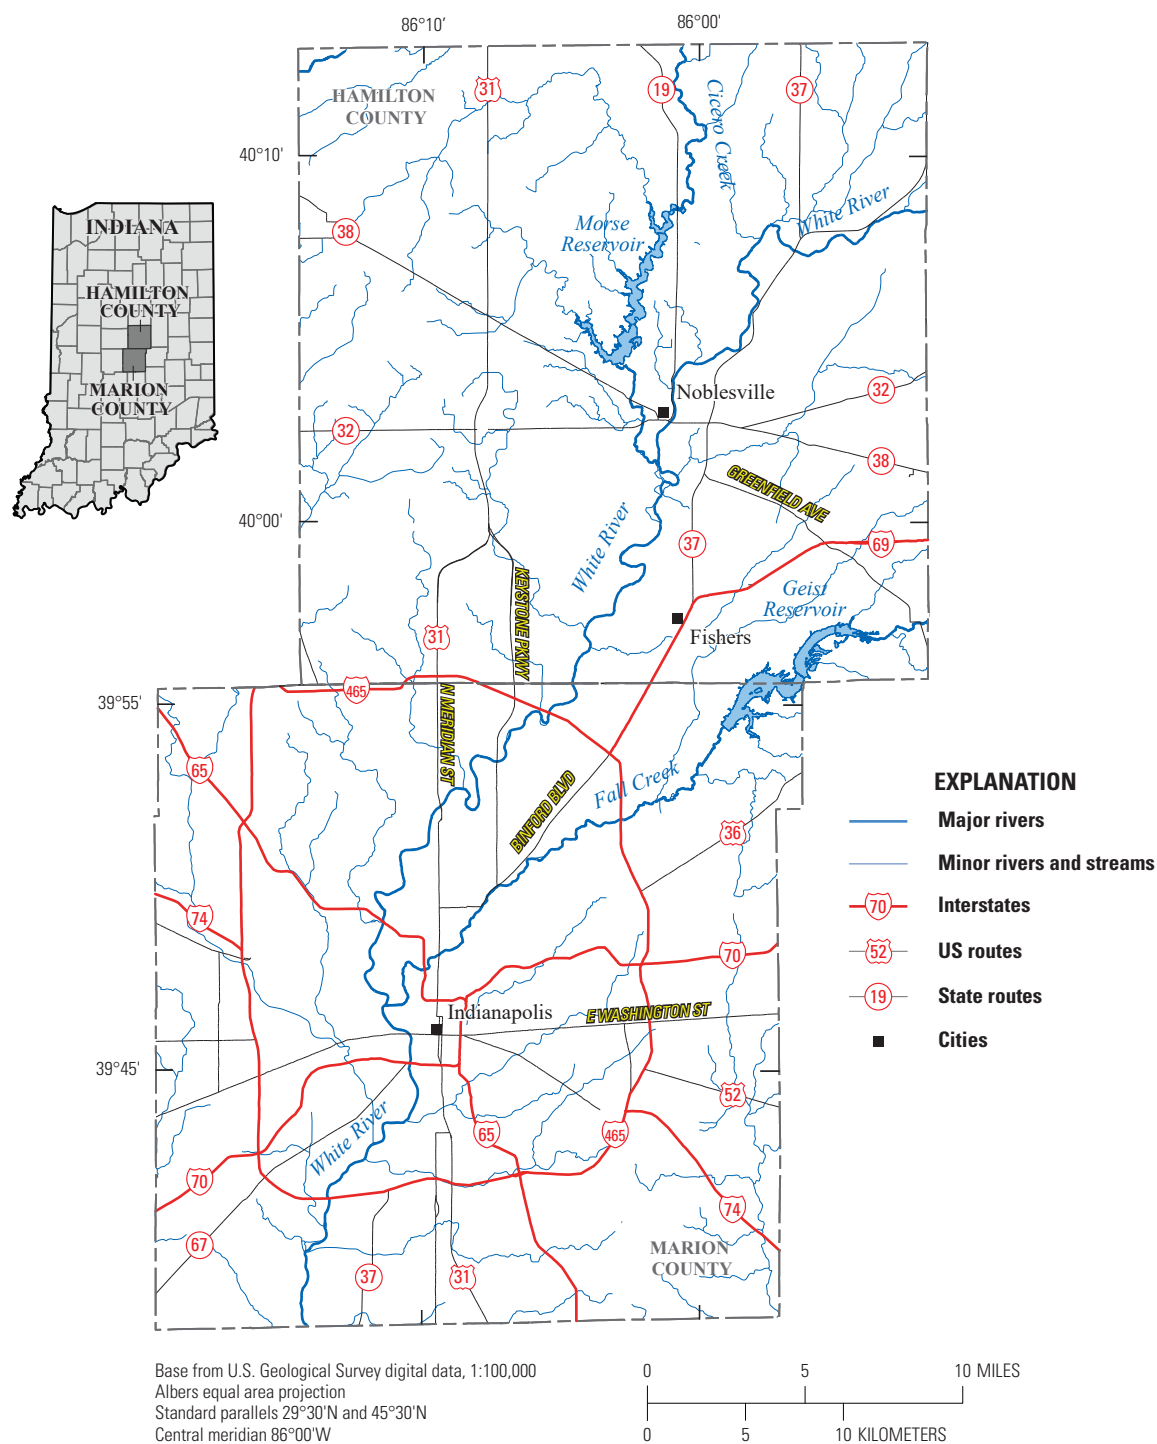 86°10'
86°00'
HAMILTON
COUNTY
31
19
37
Cicero Creek
40°10'
White River
Morse
Reservoir
38
INDIANA
HAMILTON
COUNTY
MARION
COUNTY
Noblesville
32
32
38
GREENFIELD AVE
40°00'
White River
37
69
KEYSTONE PKWY
Geist
Reservoir
31
Fishers
465
N MERIDIAN ST
39°55'
65
Fall Creek
BINFORD BLVD
36
74
70
Indianapolis
E WASHINGTON ST
39°45'
52
White River
65
465
70
74
67
MARION
COUNTY
37
31
EXPLANATION
Major rivers
Minor rivers and streams
70 Interstates
52 US routes
19 State routes
Cities
Base from U.S. Geological Survey digital data, 1:100,000
Albers equal area projection
Standard parallels 29°30'N and 45°30'N
Central meridian 86°00'W
0 5 10 MILES
0 5 10 KILOMETERS